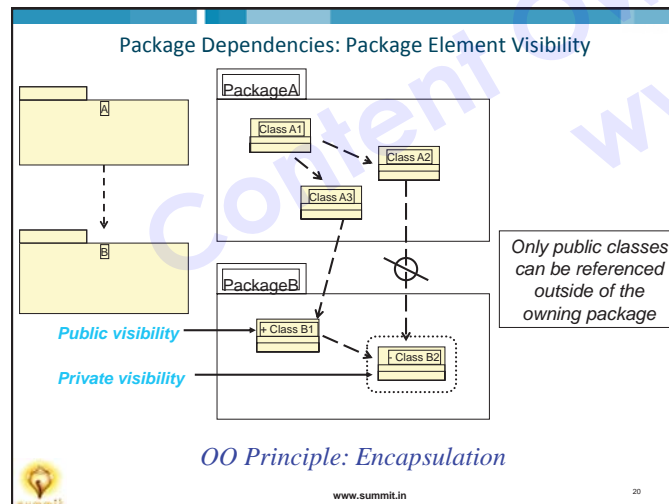 Package Dependencies: Package Element Visibility
A
B
PackageA
Class A1
Class A2
Class A3
PackageB
+ Class B1
- Class B2
Public visibility
Private visibility
Only public classes
can be referenced
outside of the
owning package
OO Principle: Encapsulation
www.summit.in
20
Content